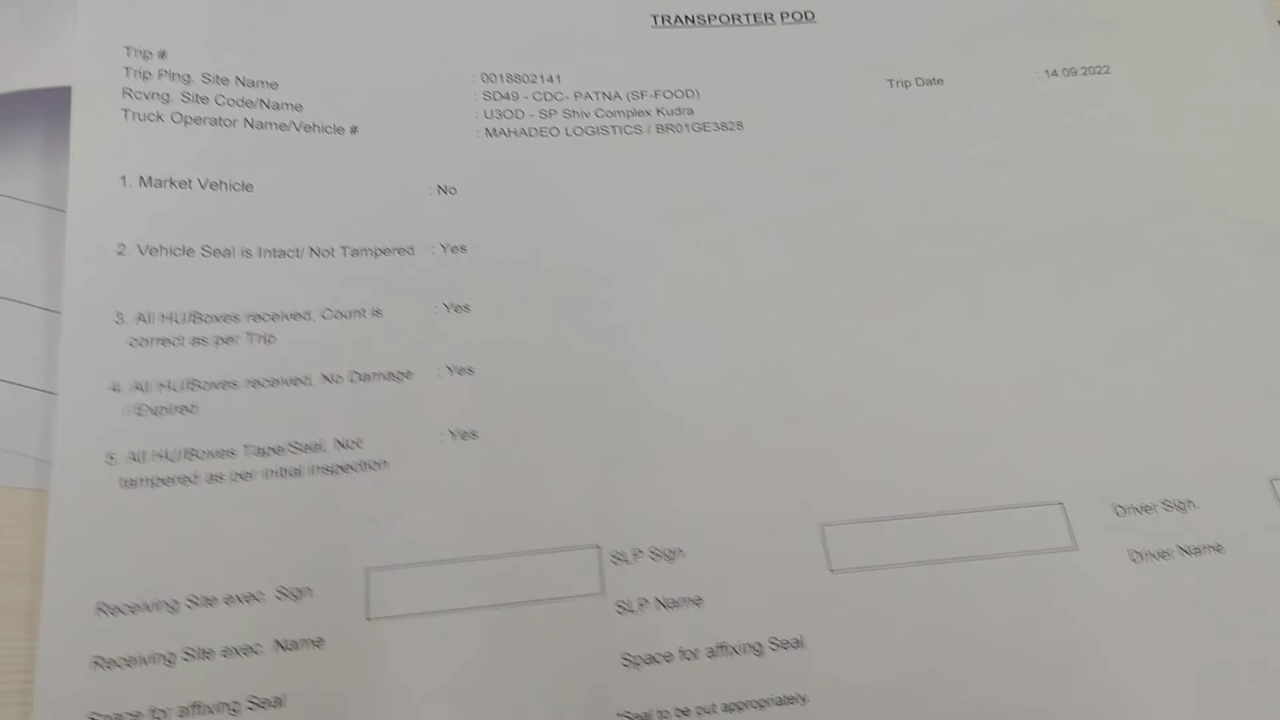 TRANSPORTER POD
Trip #
: 0018802141
Trip Date
: 14.09.2022
Trip Plng. Site Name
: SD49 - CDC- PATNA (SF-FOOD)
Rcvng. Site Code/Name
: U3OD - SP Shiv Complex Kudra
Truck Operator Name/Vehicle #
: MAHADEO LOGISTICS / BR01GE3828
1. Market Vehicle : No
2. Vehicle Seal is Intact/ Not Tampered : Yes
3. All HU/Boxes received, Count is : Yes
correct as per Trip
4. All HU/Boxes received, No Damage : Yes
/Expired
5. All HU/Boxes Tape/Seal, Not : Yes
tampered as per initial inspection
Receiving Site exec. Sign.
SLP Sign.
Driver Sign.
Receiving Site exec. Name
SLP Name
Driver Name
Space for affixing Seal
Space for affixing Seal
*Seal to be put appropriately.